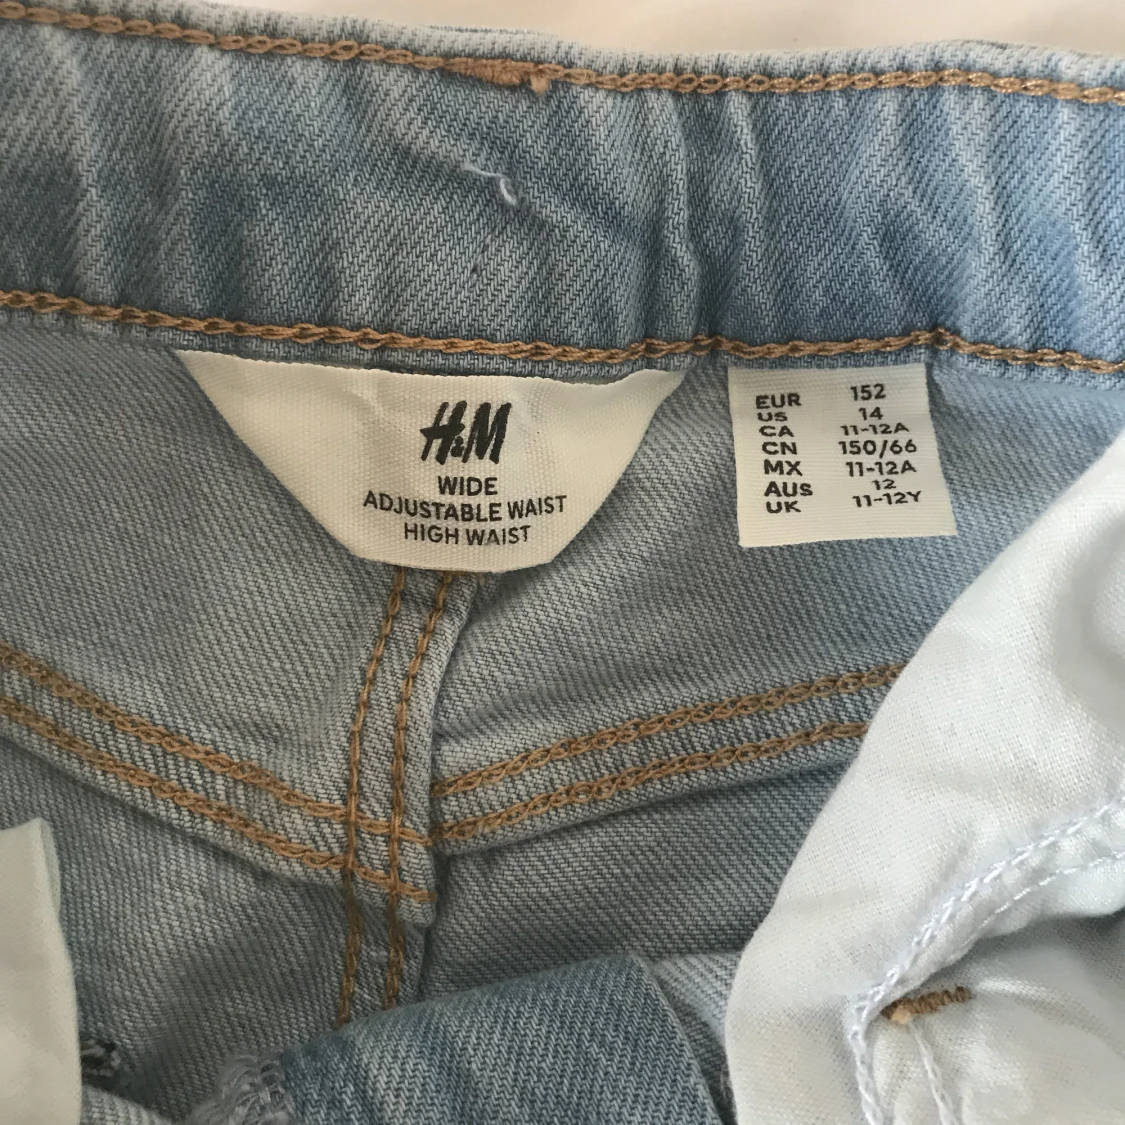 H&M
WIDE
ADJUSTABLE WAIST
HIGH WAIST
EUR 152
US 14
CA 11-12A
CN 150/66
MX 11-12A
AUS 12
UK 11-12Y